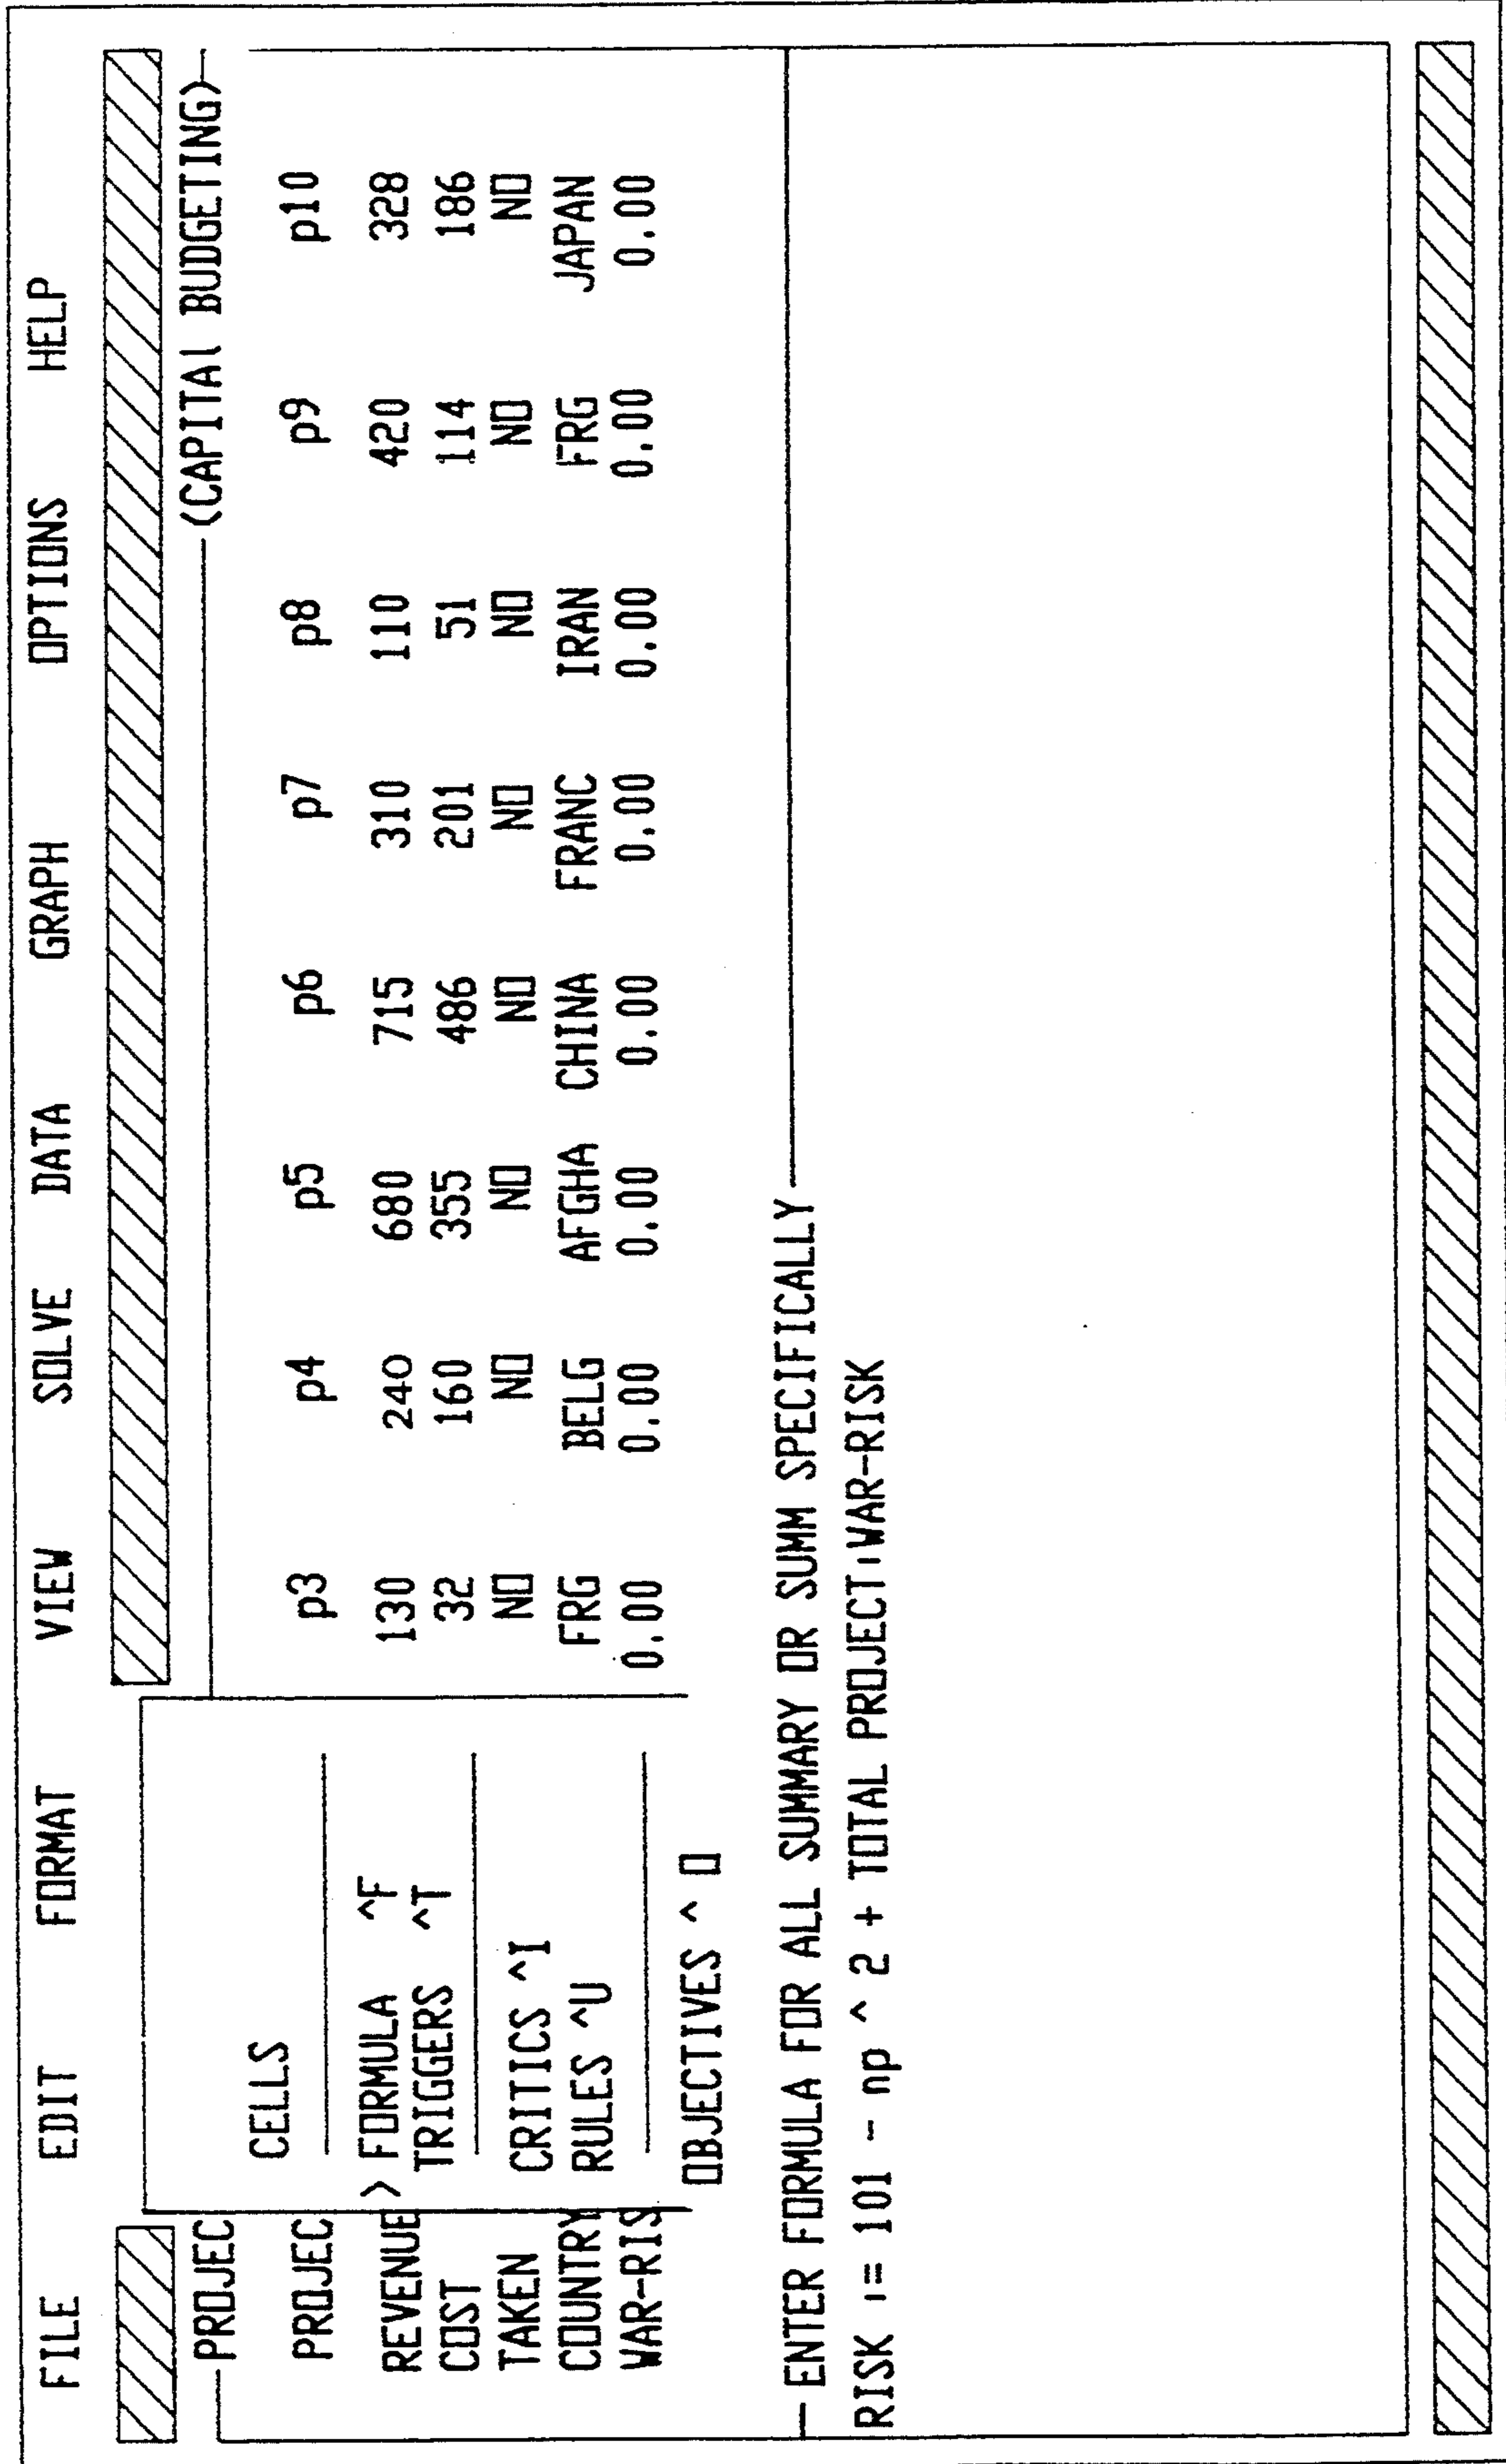 FILE EDIT FORMAT VIEW SOLVE DATA GRAPH OPTIONS HELP
PROJEC (CAPITAl BUDGETING)
CELLS
PROJEC p3 p4 p5 p6 p7 p8 p9 p10
REVENUE > FORMULA ^F 130 240 680 715 310 110 420 328
COST TRIGGERS ^T 32 160 355 486 201 51 114 186
TAKEN CRITICS ^I NO NO NO NO NO NO NO NO
COUNTRY RULES ^U FRG BELG AFGHA CHINA FRANC IRAN FRG JAPAN
WAR-RIS 0.00 0.00 0.00 0.00 0.00 0.00 0.00 0.00
OBJECTIVES ^ O
ENTER FORMULA FOR ALL SUMMARY OR SUMM SPECIFICALLY
RISK := 101 - np ^ 2 + TOTAL PROJECT:WAR-RISK